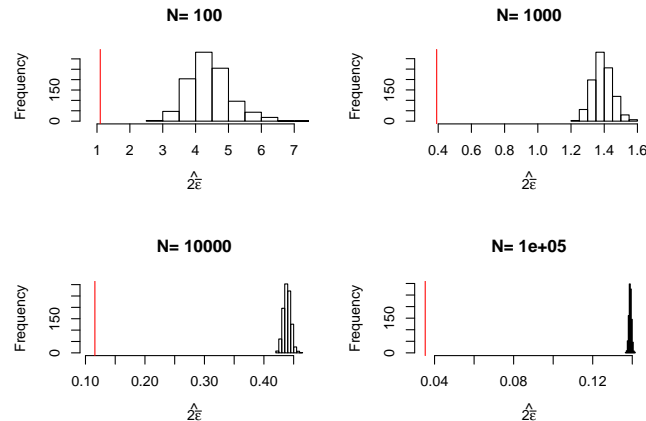 N= 100
Frequency
0 150
1 2 3 4 5 6 7
2ε̂
N= 1000
Frequency
0 150
0.4 0.6 0.8 1.0 1.2 1.4 1.6
2ε̂
N= 10000
Frequency
0 150
0.10 0.20 0.30 0.40
2ε̂
N= 1e+05
Frequency
0 150
0.04 0.08 0.12
2ε̂